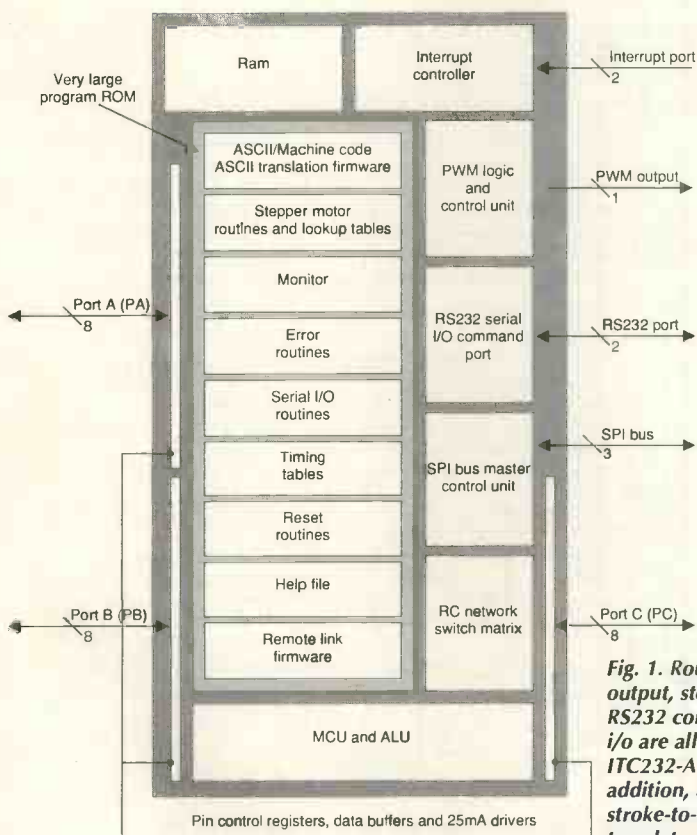 Ram
Interrupt
controller
Interrupt port
2
Very large
program ROM
ASCII/Machine code
ASCII translation firmware
PWM logic
and
control unit
PWM output
1
Stepper motor
routines and lookup tables
Monitor
Port A (PA)
8
Error
routines
RS232 serial
I/O command
port
RS232 port
2
Serial I/O
routines
Timing
tables
SPI bus master
control unit
SPI bus
3
Reset
routines
Help file
Port B (PB)
8
Remote link
firmware
RC network
switch matrix
Port C (PC)
8
MCU and ALU
Pin control registers, data buffers and 25mA drivers
Fig. 1. Rou
output, ste
RS232 cor
i/o are all
ITC232-A
addition,
stroke-to-